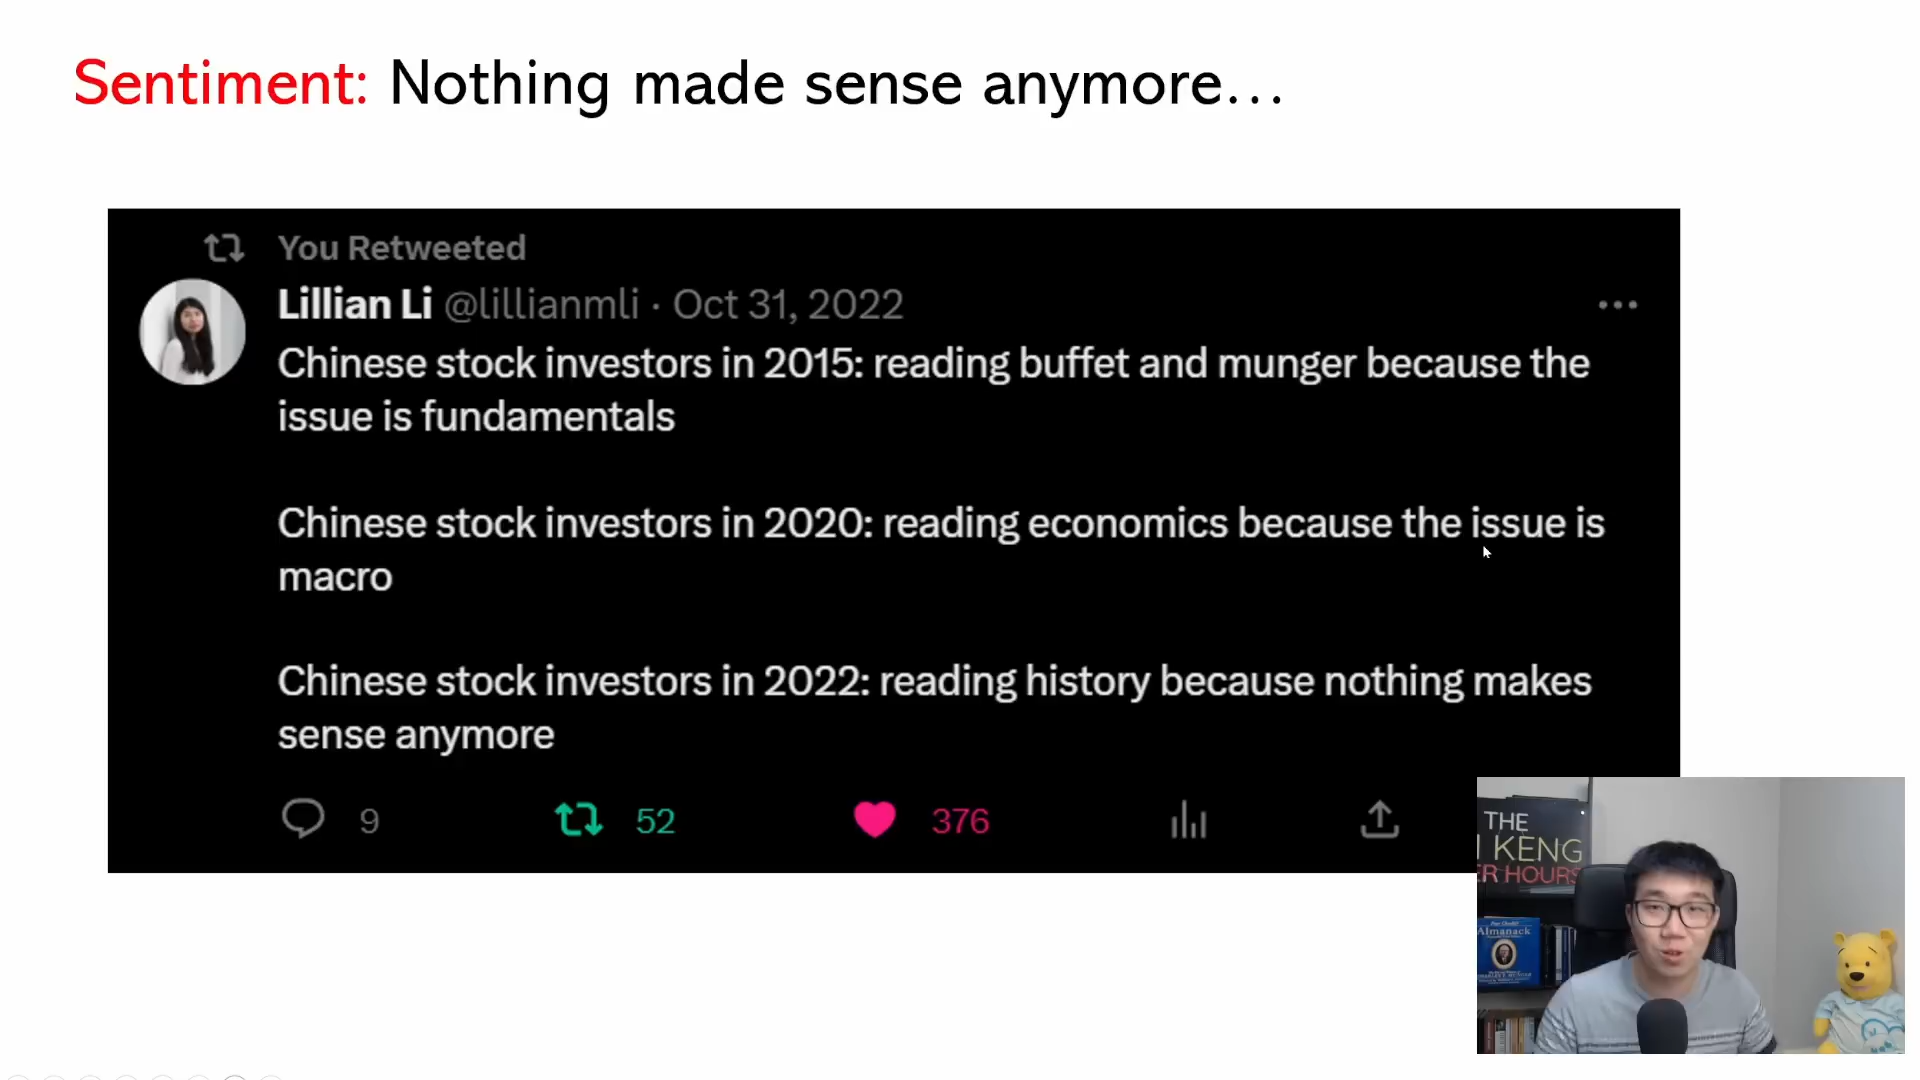 Sentiment: Nothing made sense anymore...
You Retweeted
Lillian Li @lillianmli · Oct 31, 2022
Chinese stock investors in 2015: reading buffet and munger because the
issue is fundamentals
Chinese stock investors in 2020: reading economics because the issue is
macro
Chinese stock investors in 2022: reading history because nothing makes
sense anymore
9 52 376
THE
KENG
ER HOURS
Poor Charlie's
Almanack